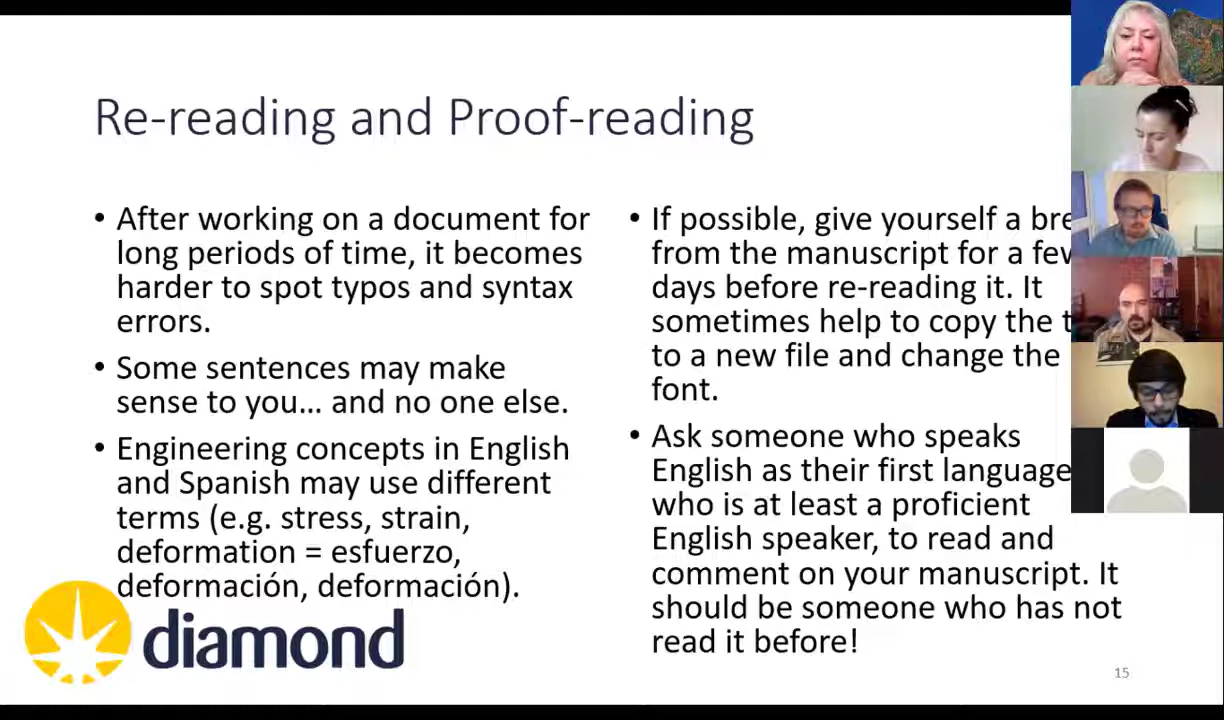 Re-reading and Proof-reading
• After working on a document for
long periods of time, it becomes
harder to spot typos and syntax
errors.
• Some sentences may make
sense to you… and no one else.
• Engineering concepts in English
and Spanish may use different
terms (e.g. stress, strain,
deformation = esfuerzo,
deformación, deformación).
• If possible, give yourself a
from the manuscript for a
days before re-reading it. It
sometimes help to copy the
to a new file and change the
font.
• Ask someone who speaks
English as their first language
who is at least a proficient
English speaker, to read and
comment on your manuscript. It
should be someone who has not
read it before!
diamond
15